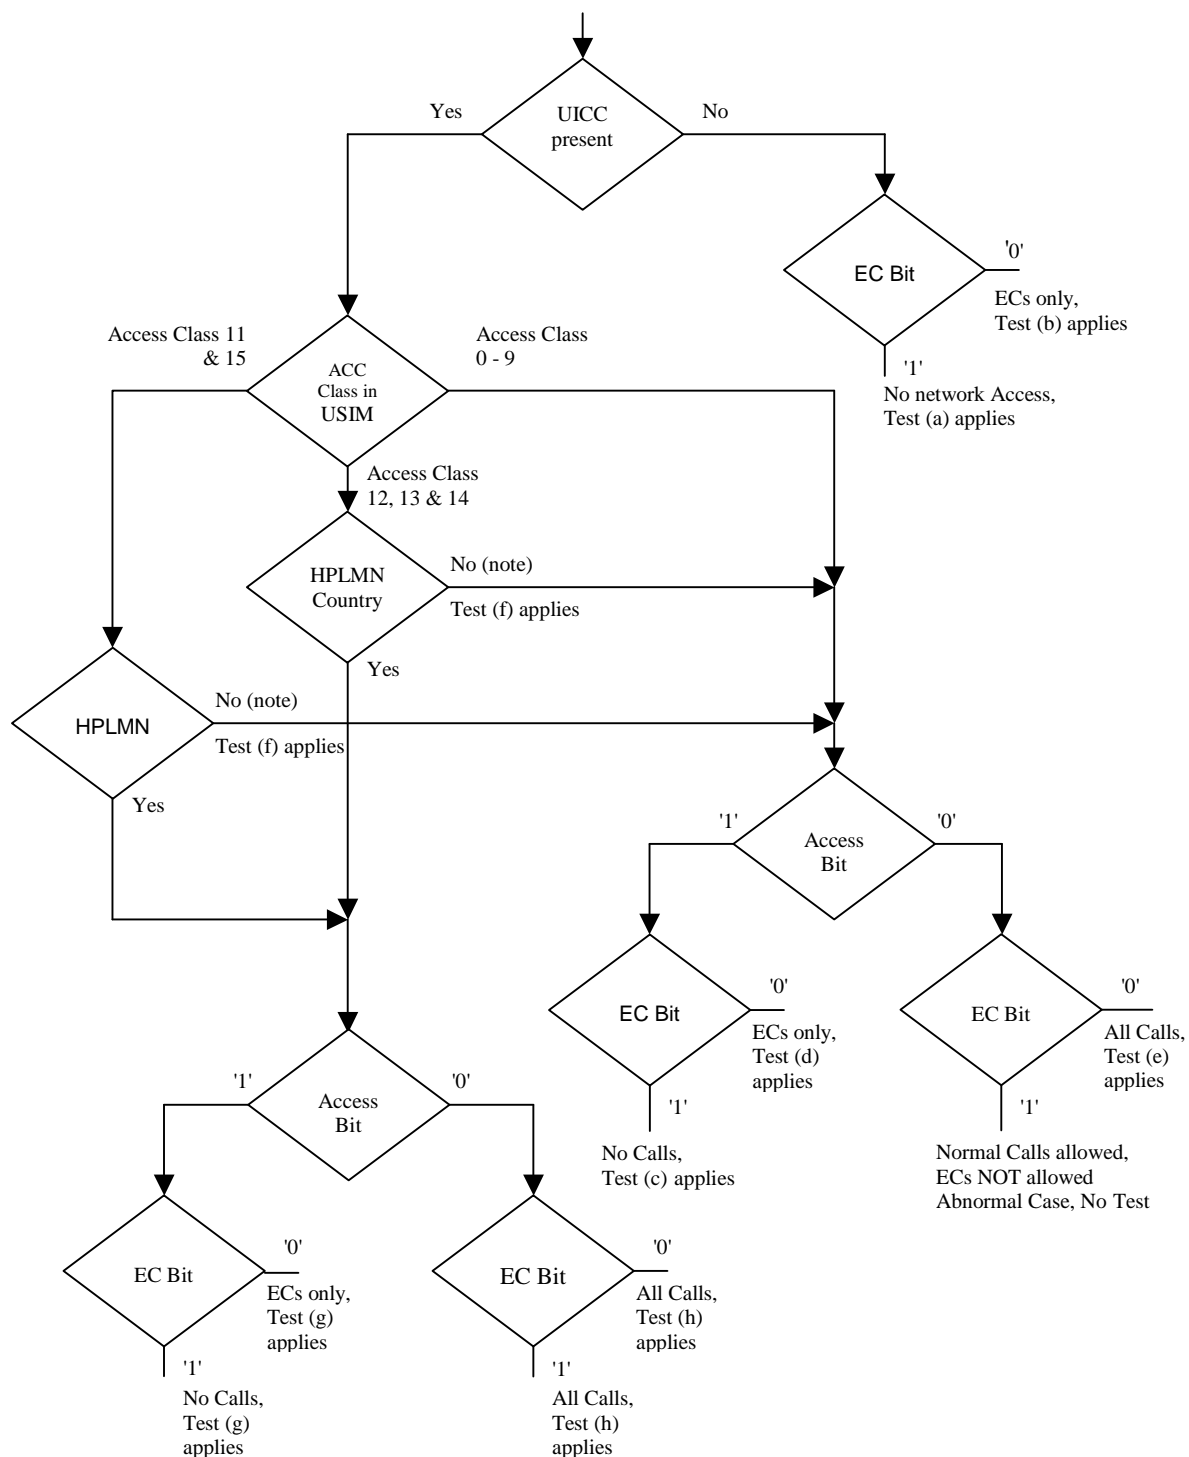 UICC
present
Yes
No
EC Bit
'0'
ECs only,
Test (b) applies
'1'
No network Access,
Test (a) applies
Access Class 11
& 15
ACC
Class in
USIM
Access Class
0 - 9
Access Class
12, 13 & 14
HPLMN
Country
No (note)
Test (f) applies
Yes
HPLMN
No (note)
Test (f) applies
Yes
Access
Bit
'1'
'0'
EC Bit
'0'
ECs only,
Test (d)
applies
'1'
No Calls,
Test (c) applies
EC Bit
'0'
All Calls,
Test (e)
applies
'1'
Normal Calls allowed,
ECs NOT allowed
Abnormal Case, No Test
Access
Bit
'1'
'0'
EC Bit
'0'
ECs only,
Test (g)
applies
'1'
No Calls,
Test (g)
applies
EC Bit
'0'
All Calls,
Test (h)
applies
'1'
All Calls,
Test (h)
applies